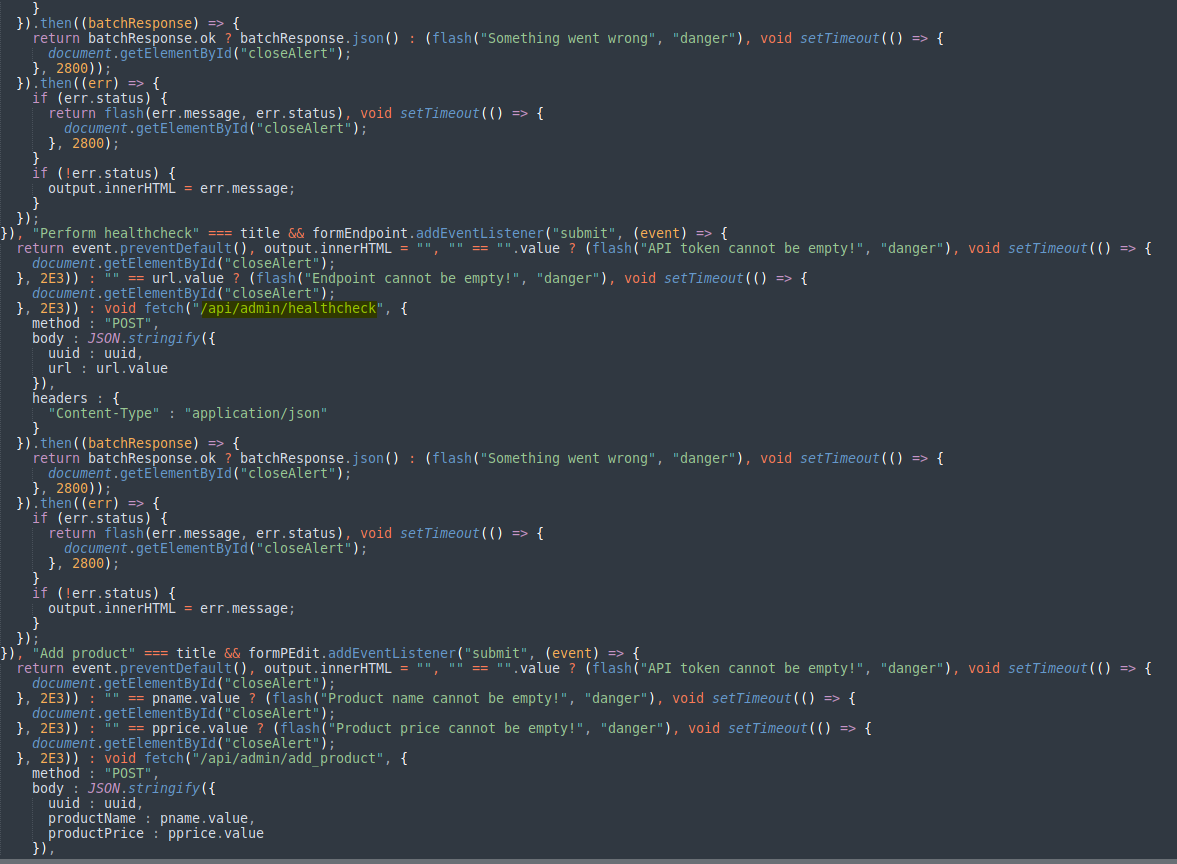 }
  }).then((batchResponse) => {
    return batchResponse.ok ? batchResponse.json() : (flash("Something went wrong", "danger"), void setTimeout(() => {
      document.getElementById("closeAlert");
    }, 2800));
  }).then((err) => {
    if (err.status) {
      return flash(err.message, err.status), void setTimeout(() => {
        document.getElementById("closeAlert");
      }, 2800);
    }
    if (!err.status) {
      output.innerHTML = err.message;
    }
  });
}), "Perform healthcheck" === title && formEndpoint.addEventListener("submit", (event) => {
  return event.preventDefault(), output.innerHTML = "", "" == "".value ? (flash("API token cannot be empty!", "danger"), void setTimeout(() => {
    document.getElementById("closeAlert");
  }, 2E3)) : "" == url.value ? (flash("Endpoint cannot be empty!", "danger"), void setTimeout(() => {
    document.getElementById("closeAlert");
  }, 2E3)) : void fetch("/api/admin/healthcheck", {
    method : "POST",
    body : JSON.stringify({
      uuid : uuid,
      url : url.value
    }),
    headers : {
      "Content-Type" : "application/json"
    }
  }).then((batchResponse) => {
    return batchResponse.ok ? batchResponse.json() : (flash("Something went wrong", "danger"), void setTimeout(() => {
      document.getElementById("closeAlert");
    }, 2800));
  }).then((err) => {
    if (err.status) {
      return flash(err.message, err.status), void setTimeout(() => {
        document.getElementById("closeAlert");
      }, 2800);
    }
    if (!err.status) {
      output.innerHTML = err.message;
    }
  });
}), "Add product" === title && formPEdit.addEventListener("submit", (event) => {
  return event.preventDefault(), output.innerHTML = "", "" == "".value ? (flash("API token cannot be empty!", "danger"), void setTimeout(() => {
    document.getElementById("closeAlert");
  }, 2E3)) : "" == pname.value ? (flash("Product name cannot be empty!", "danger"), void setTimeout(() => {
    document.getElementById("closeAlert");
  }, 2E3)) : "" == pprice.value ? (flash("Product price cannot be empty!", "danger"), void setTimeout(() => {
    document.getElementById("closeAlert");
  }, 2E3)) : void fetch("/api/admin/add_product", {
    method : "POST",
    body : JSON.stringify({
      uuid : uuid,
      productName : pname.value,
      productPrice : pprice.value
    }),